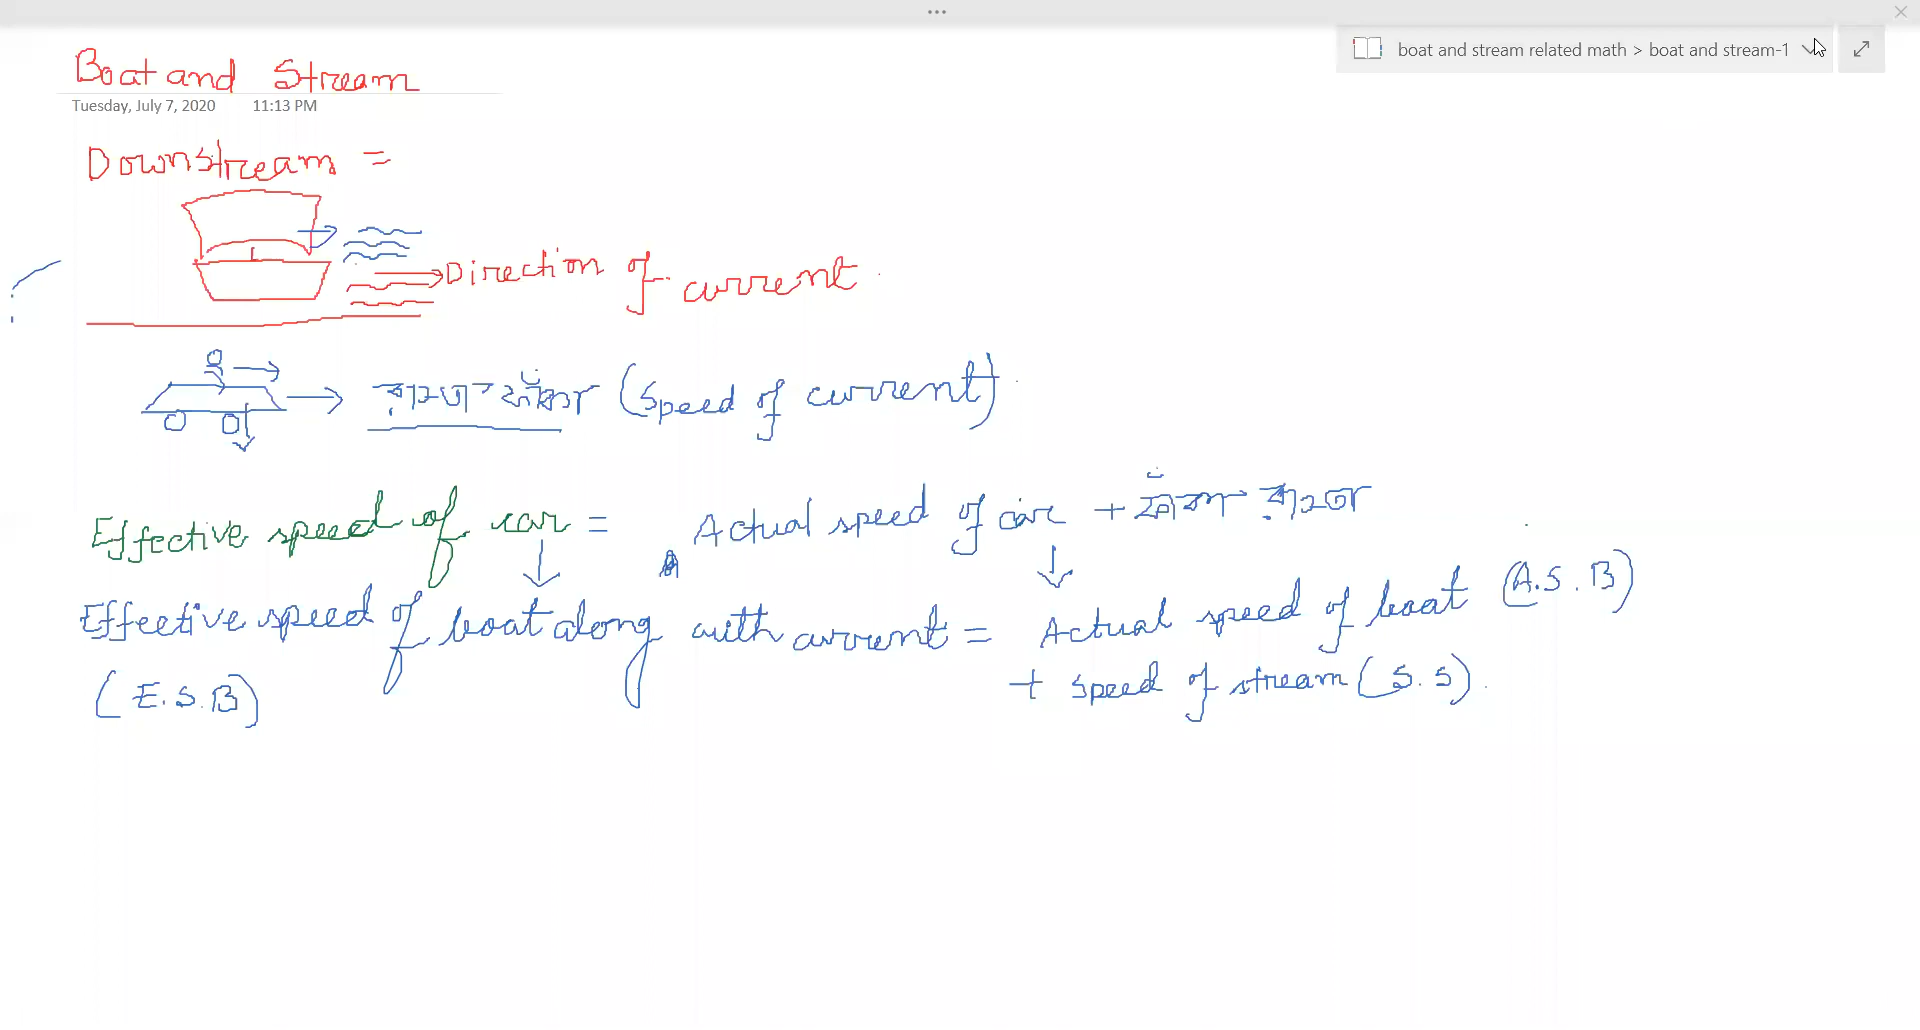 boat and stream related math > boat and stream-1
Boat and Stream
Tuesday, July 7, 2020 11:13 PM
Downstream =
Direction of current
(Speed of current)
Effective speed of car = Actual speed of car +
Effective speed of boat along with current = Actual speed of boat (A.S.B)
(E.S.B) + speed of stream (S.S).